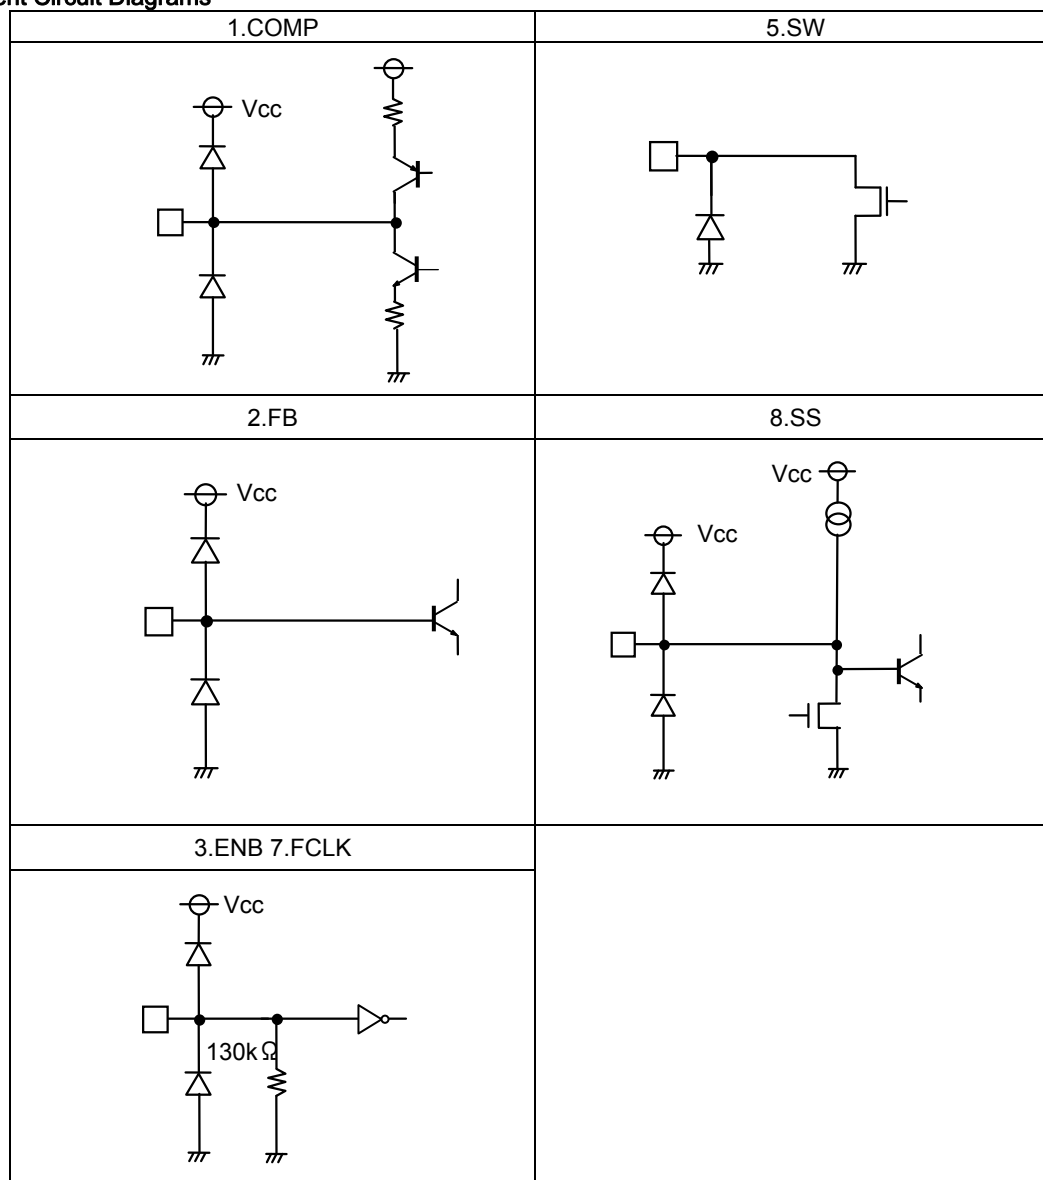 Circuit Diagrams
1.COMP
5.SW
Vcc
2.FB
8.SS
Vcc
Vcc
Vcc
3.ENB 7.FCLK
Vcc
130kΩ